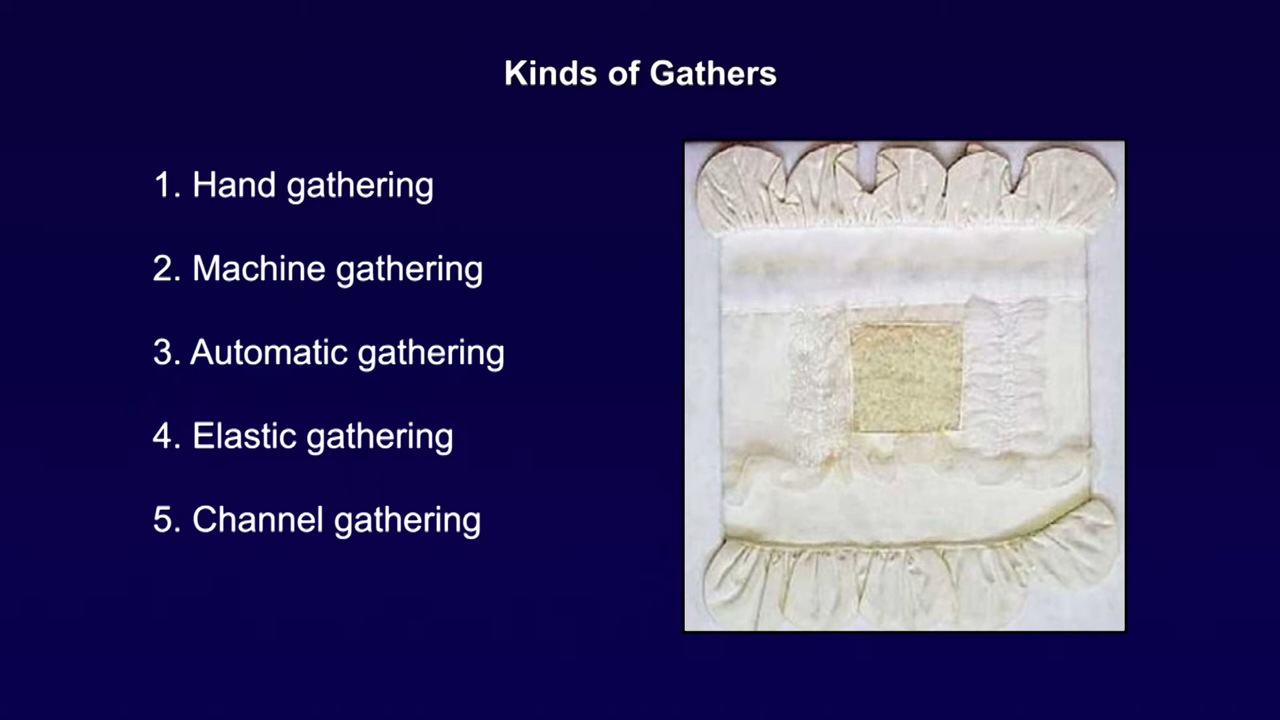 Kinds of Gathers
1. Hand gathering
2. Machine gathering
3. Automatic gathering
4. Elastic gathering
5. Channel gathering